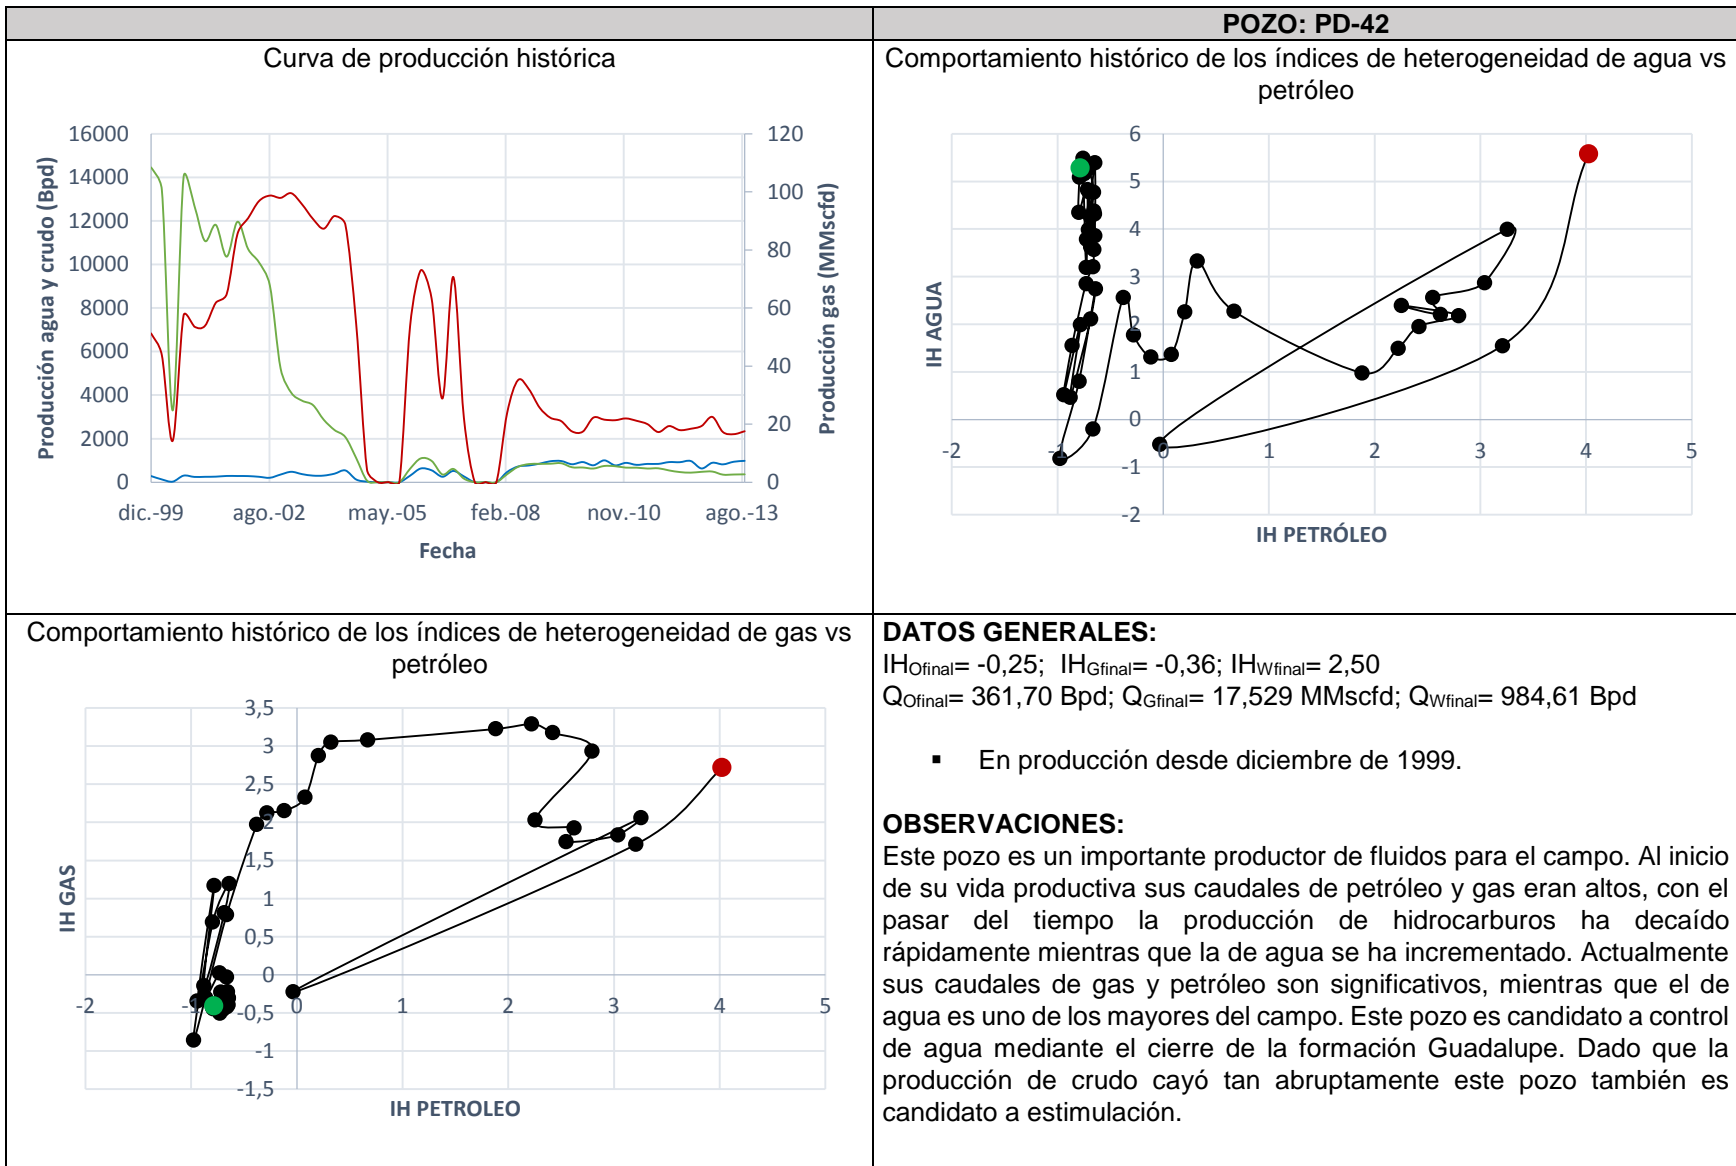 POZO: PD-42
Curva de producción histórica
16000
14000
12000
10000
8000
6000
4000
2000
0
120
100
80
60
40
20
0
Producción agua y crudo (Bpd)
Producción gas (MMscfd)
dic.-99 ago.-02 may.-05 feb.-08 nov.-10 ago.-13
Fecha
Comportamiento histórico de los índices de heterogeneidad de agua vs
petróleo
6
5
4
3
2
1
0
-1
-2
-2 -1 0 1 2 3 4 5
IH AGUA
IH PETRÓLEO
Comportamiento histórico de los índices de heterogeneidad de gas vs
petróleo
3,5
3
2,5
2
1,5
1
0,5
0
-0,5
-1
-1,5
-2 -1 0 1 2 3 4 5
IH GAS
IH PETROLEO
DATOS GENERALES:
IHOfinal= -0,25; IHGfinal= -0,36; IHWfinal= 2,50
QOfinal= 361,70 Bpd; QGfinal= 17,529 MMscfd; QWfinal= 984,61 Bpd
▪ En producción desde diciembre de 1999.
OBSERVACIONES:
Este pozo es un importante productor de fluidos para el campo. Al inicio
de su vida productiva sus caudales de petróleo y gas eran altos, con el
pasar del tiempo la producción de hidrocarburos ha decaído
rápidamente mientras que la de agua se ha incrementado. Actualmente
sus caudales de gas y petróleo son significativos, mientras que el de
agua es uno de los mayores del campo. Este pozo es candidato a control
de agua mediante el cierre de la formación Guadalupe. Dado que la
producción de crudo cayó tan abruptamente este pozo también es
candidato a estimulación.